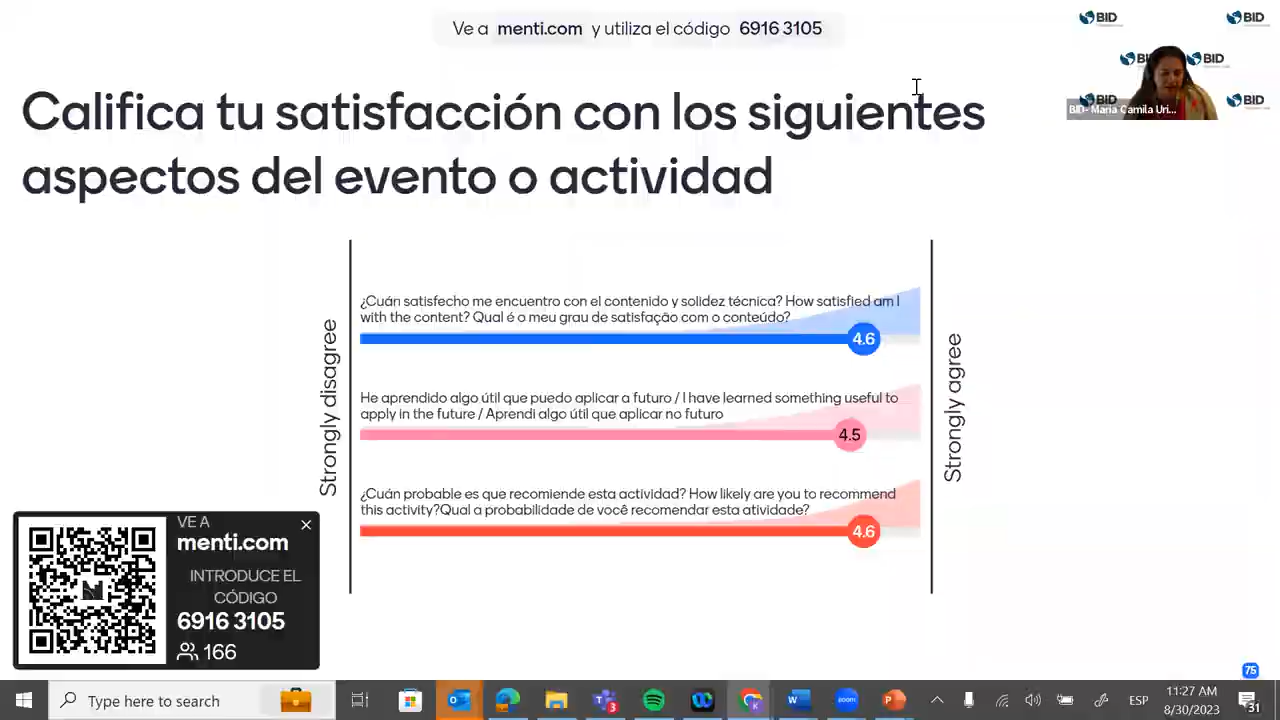 Ve a menti.com y utiliza el código 6916 3105
BID
BID
BID
BID
BID
BID
BID- Maria Camila Uri...
Califica tu satisfacción con los siguientes
aspectos del evento o actividad
Strongly disagree
¿Cuán satisfecho me encuentro con el contenido y solidez técnica? How satisfied am I
with the content? Qual é o meu grau de satisfação com o conteúdo?
4.6
He aprendido algo útil que puedo aplicar a futuro / I have learned something useful to
apply in the future / Aprendi algo útil que aplicar no futuro
4.5
¿Cuán probable es que recomiende esta actividad? How likely are you to recommend
this activity?Qual a probabilidade de você recomendar esta atividade?
4.6
Strongly agree
VE A
menti.com
INTRODUCE EL
CÓDIGO
6916 3105
166
75
Type here to search
3
zoom
ESP
11:27 AM
8/30/2023
31